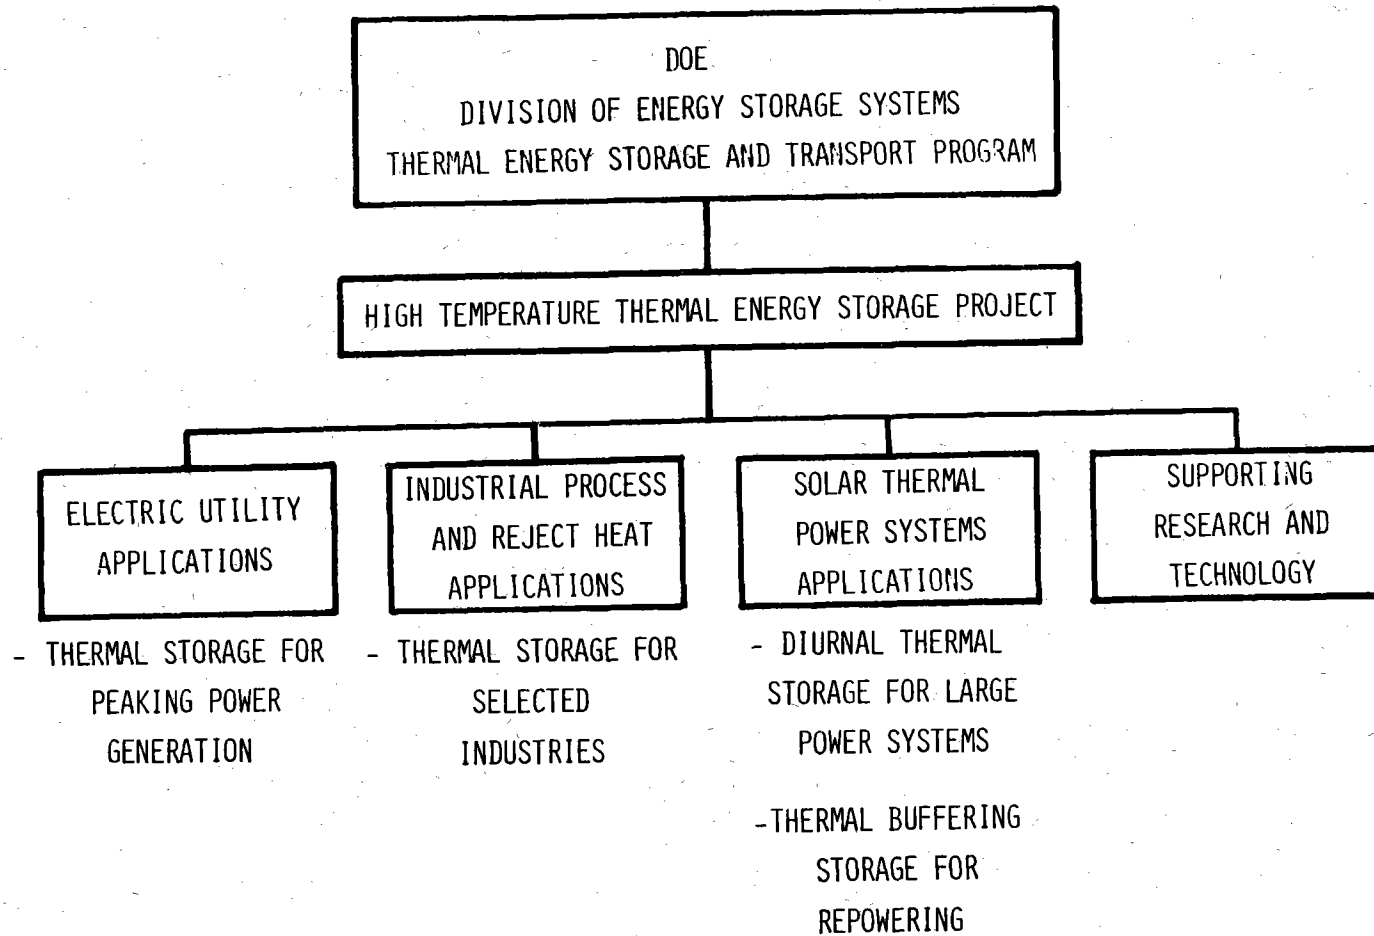 DOE
DIVISION OF ENERGY STORAGE SYSTEMS
THERMAL ENERGY STORAGE AND TRANSPORT PROGRAM
HIGH TEMPERATURE THERMAL ENERGY STORAGE PROJECT
ELECTRIC UTILITY
APPLICATIONS
- THERMAL STORAGE FOR
PEAKING POWER
GENERATION
INDUSTRIAL PROCESS
AND REJECT HEAT
APPLICATIONS
- THERMAL STORAGE FOR
SELECTED
INDUSTRIES
SOLAR THERMAL
POWER SYSTEMS
APPLICATIONS
- DIURNAL THERMAL
STORAGE FOR LARGE
POWER SYSTEMS
-THERMAL BUFFERING
STORAGE FOR
REPOWERING
SUPPORTING
RESEARCH AND
TECHNOLOGY